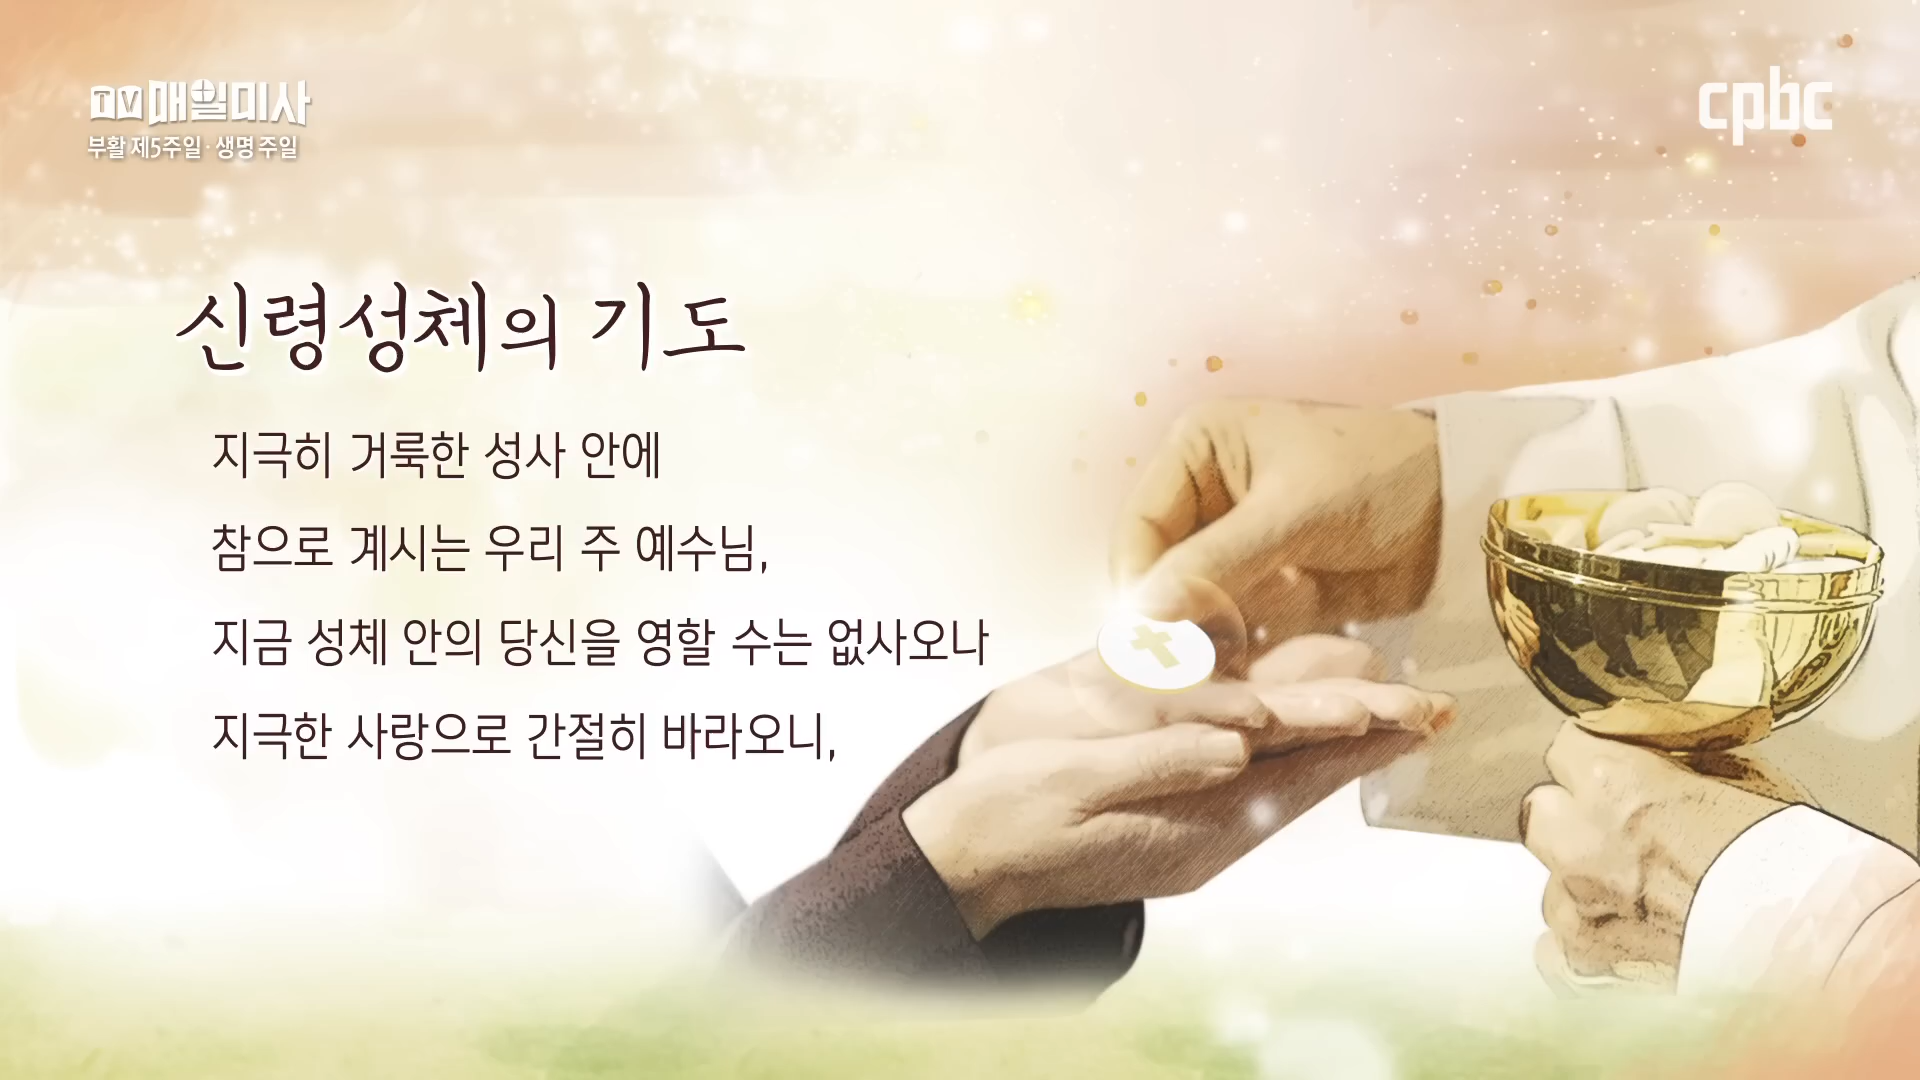 TV매일미사
부활 제5주일 · 생명 주일
cpbc
신령성체의 기도
지극히 거룩한 성사 안에
참으로 계시는 우리 주 예수님,
지금 성체 안의 당신을 영할 수는 없사오나
지극한 사랑으로 간절히 바라오니,